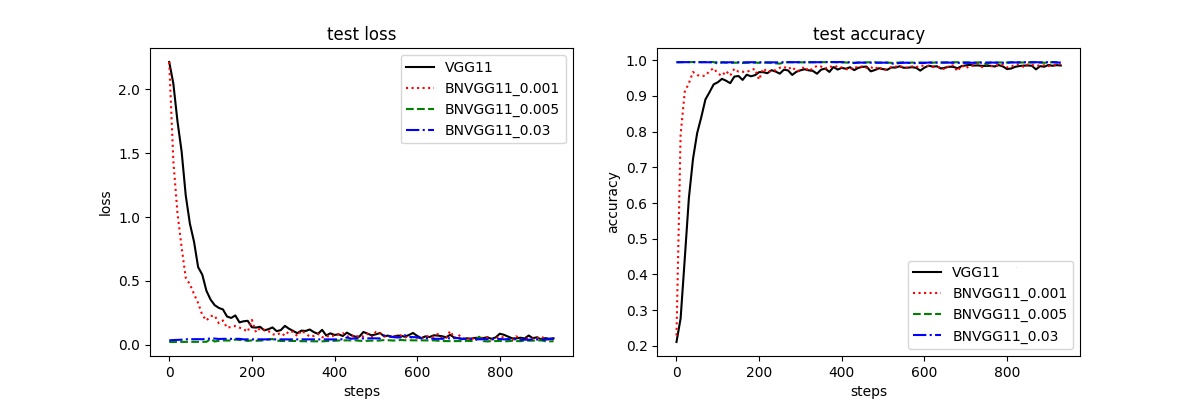 test loss
2.0
1.5
1.0
0.5
0.0
loss
0 200 400 600 800
steps
VGG11
BNVGG11_0.001
BNVGG11_0.005
BNVGG11_0.03
test accuracy
1.0
0.9
0.8
0.7
0.6
0.5
0.4
0.3
0.2
accuracy
0 200 400 600 800
steps
VGG11
BNVGG11_0.001
BNVGG11_0.005
BNVGG11_0.03